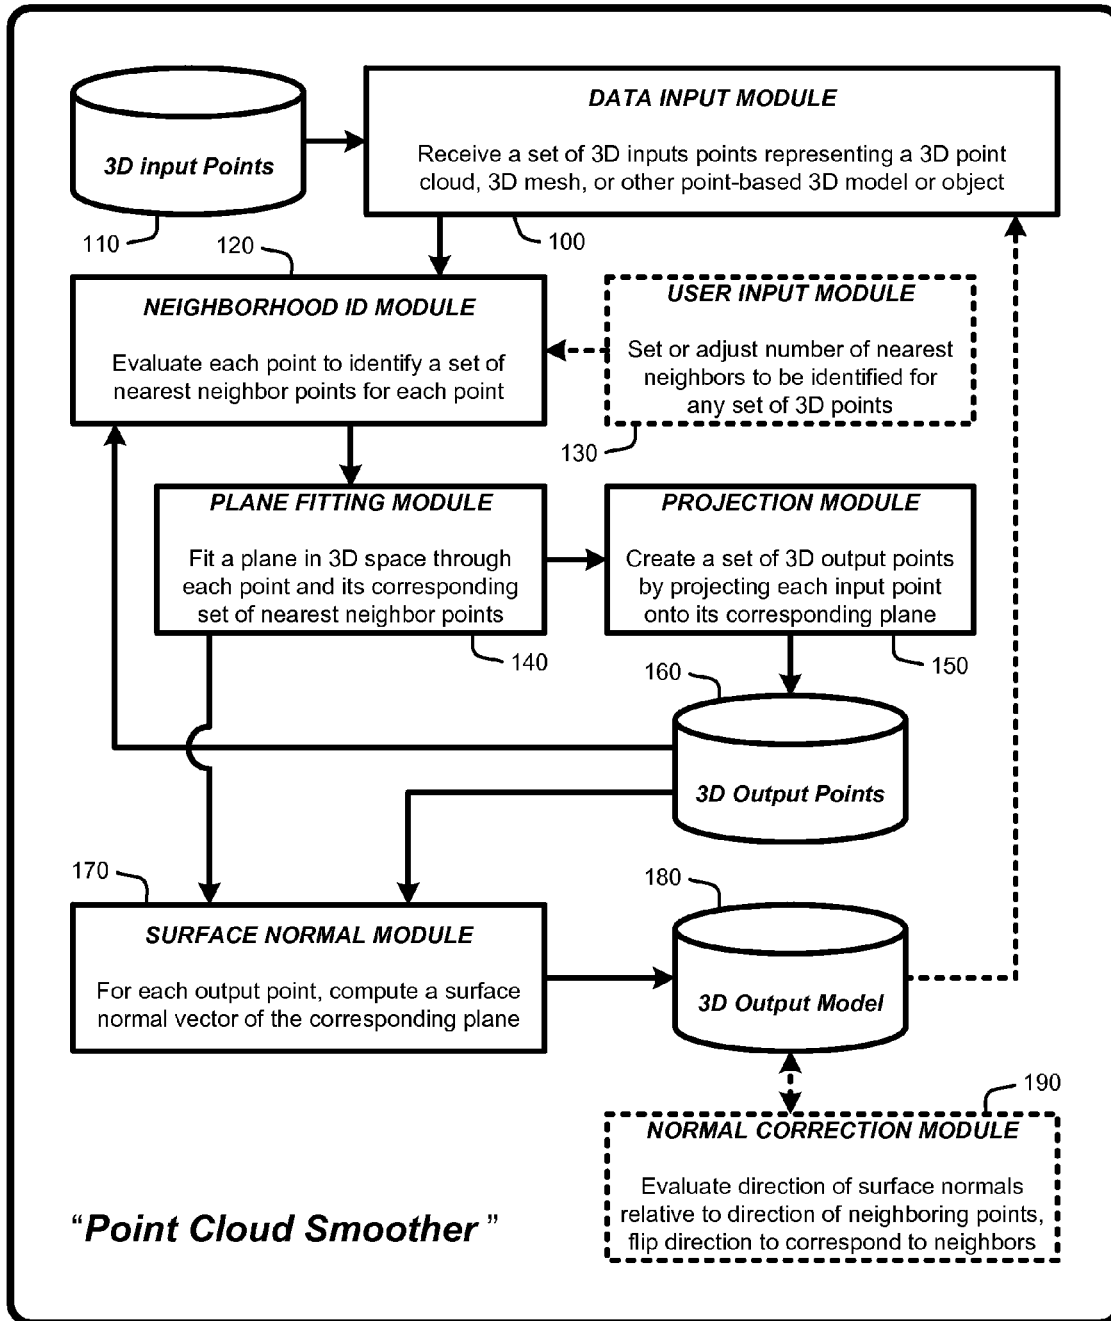 DATA INPUT MODULE
3D input Points
Receive a set of 3D inputs points representing a 3D point
cloud, 3D mesh, or other point-based 3D model or object
110
120
100
NEIGHBORHOOD ID MODULE
Evaluate each point to identify a set of
nearest neighbor points for each point
USER INPUT MODULE
Set or adjust number of nearest
neighbors to be identified for
any set of 3D points
130
PLANE FITTING MODULE
Fit a plane in 3D space through
each point and its corresponding
set of nearest neighbor points
140
PROJECTION MODULE
Create a set of 3D output points
by projecting each input point
onto its corresponding plane
150
160
3D Output Points
170
SURFACE NORMAL MODULE
For each output point, compute a surface
normal vector of the corresponding plane
180
3D Output Model
190
NORMAL CORRECTION MODULE
Evaluate direction of surface normals
relative to direction of neighboring points,
flip direction to correspond to neighbors
“Point Cloud Smoother ”